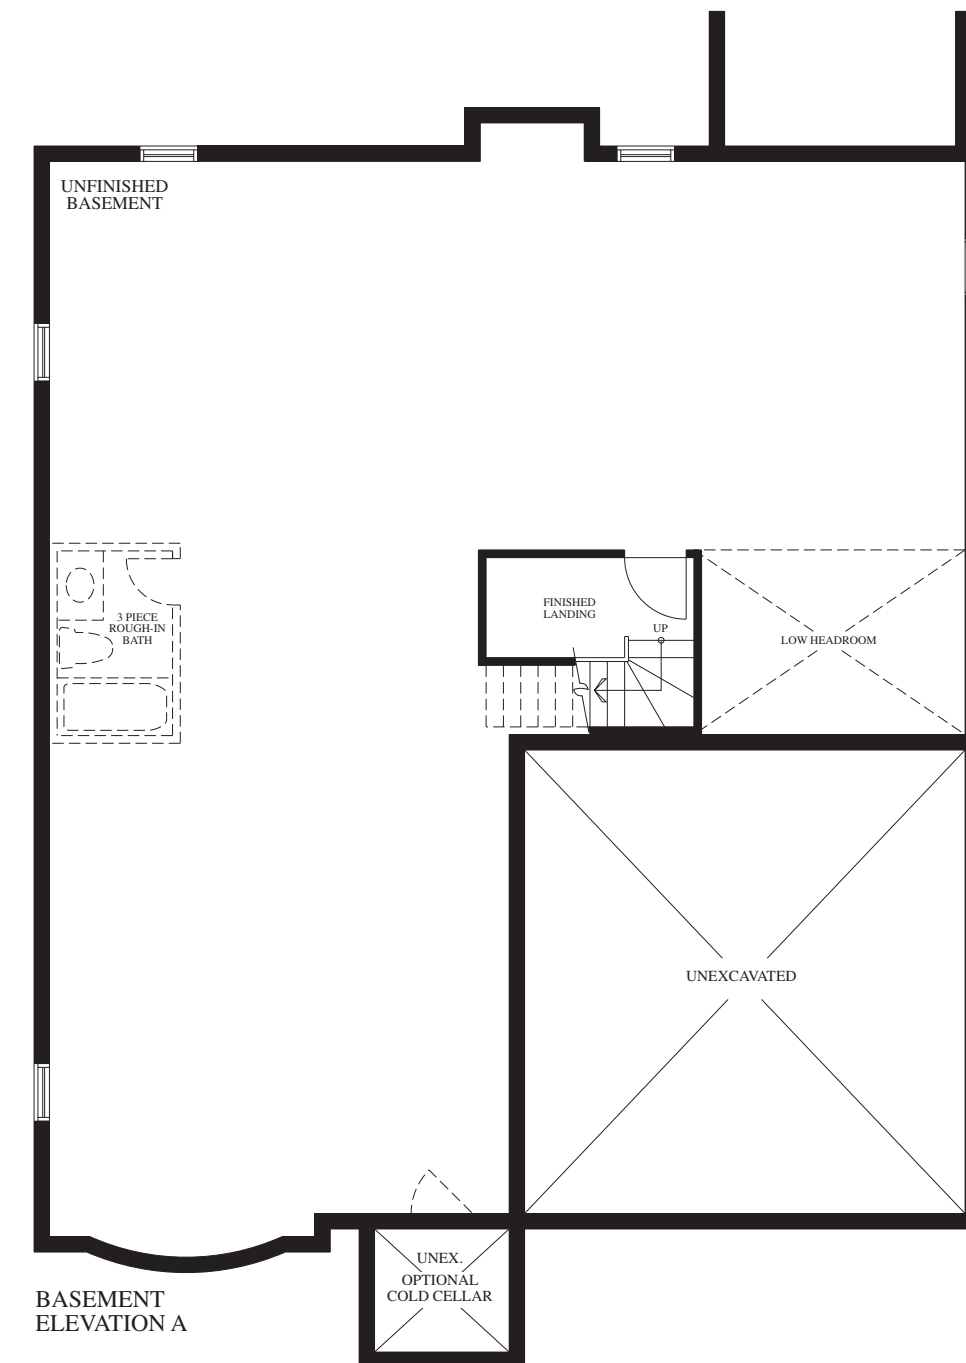 UNFINISHED
BASEMENT
3 PIECE
ROUGH-IN
BATH
FINISHED
LANDING
UP
LOW HEADROOM
UNEXCAVATED
UNEX.
OPTIONAL
COLD CELLAR
BASEMENT
ELEVATION A